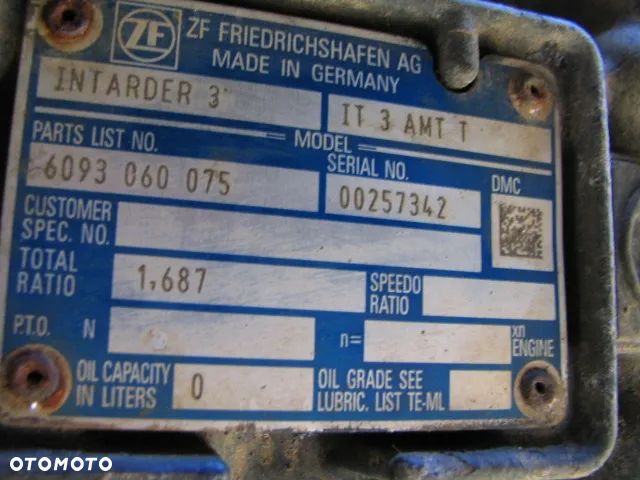 ZF
ZF FRIEDRICHSHAFEN AG
MADE IN GERMANY
INTARDER 3
IT 3 AMT T
MODEL
PARTS LIST NO.
SERIAL NO.
DMC
6093 060 075
00257342
CUSTOMER
SPEC. NO.
TOTAL
RATIO
1,687
SPEEDO
RATIO
P.T.O. N
n=
xn
ENGINE
OIL CAPACITY
IN LITERS
0
OIL GRADE SEE
LUBRIC. LIST TE-ML
OTOMOTO